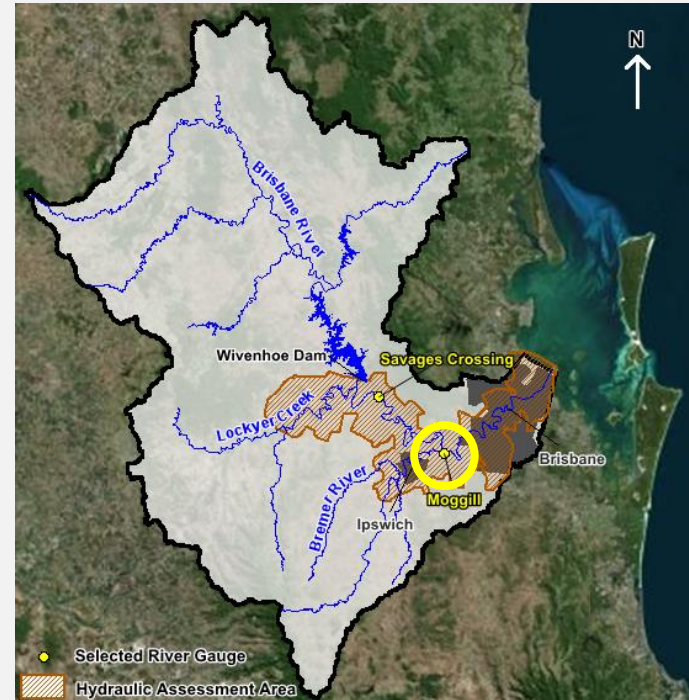 N
Brisbane River
Wivenhoe Dam
Savages Crossing
Lockyer Creek
Brisbane
Bremer River
Moggill
Ipswich
Selected River Gauge
Hydraulic Assessment Area